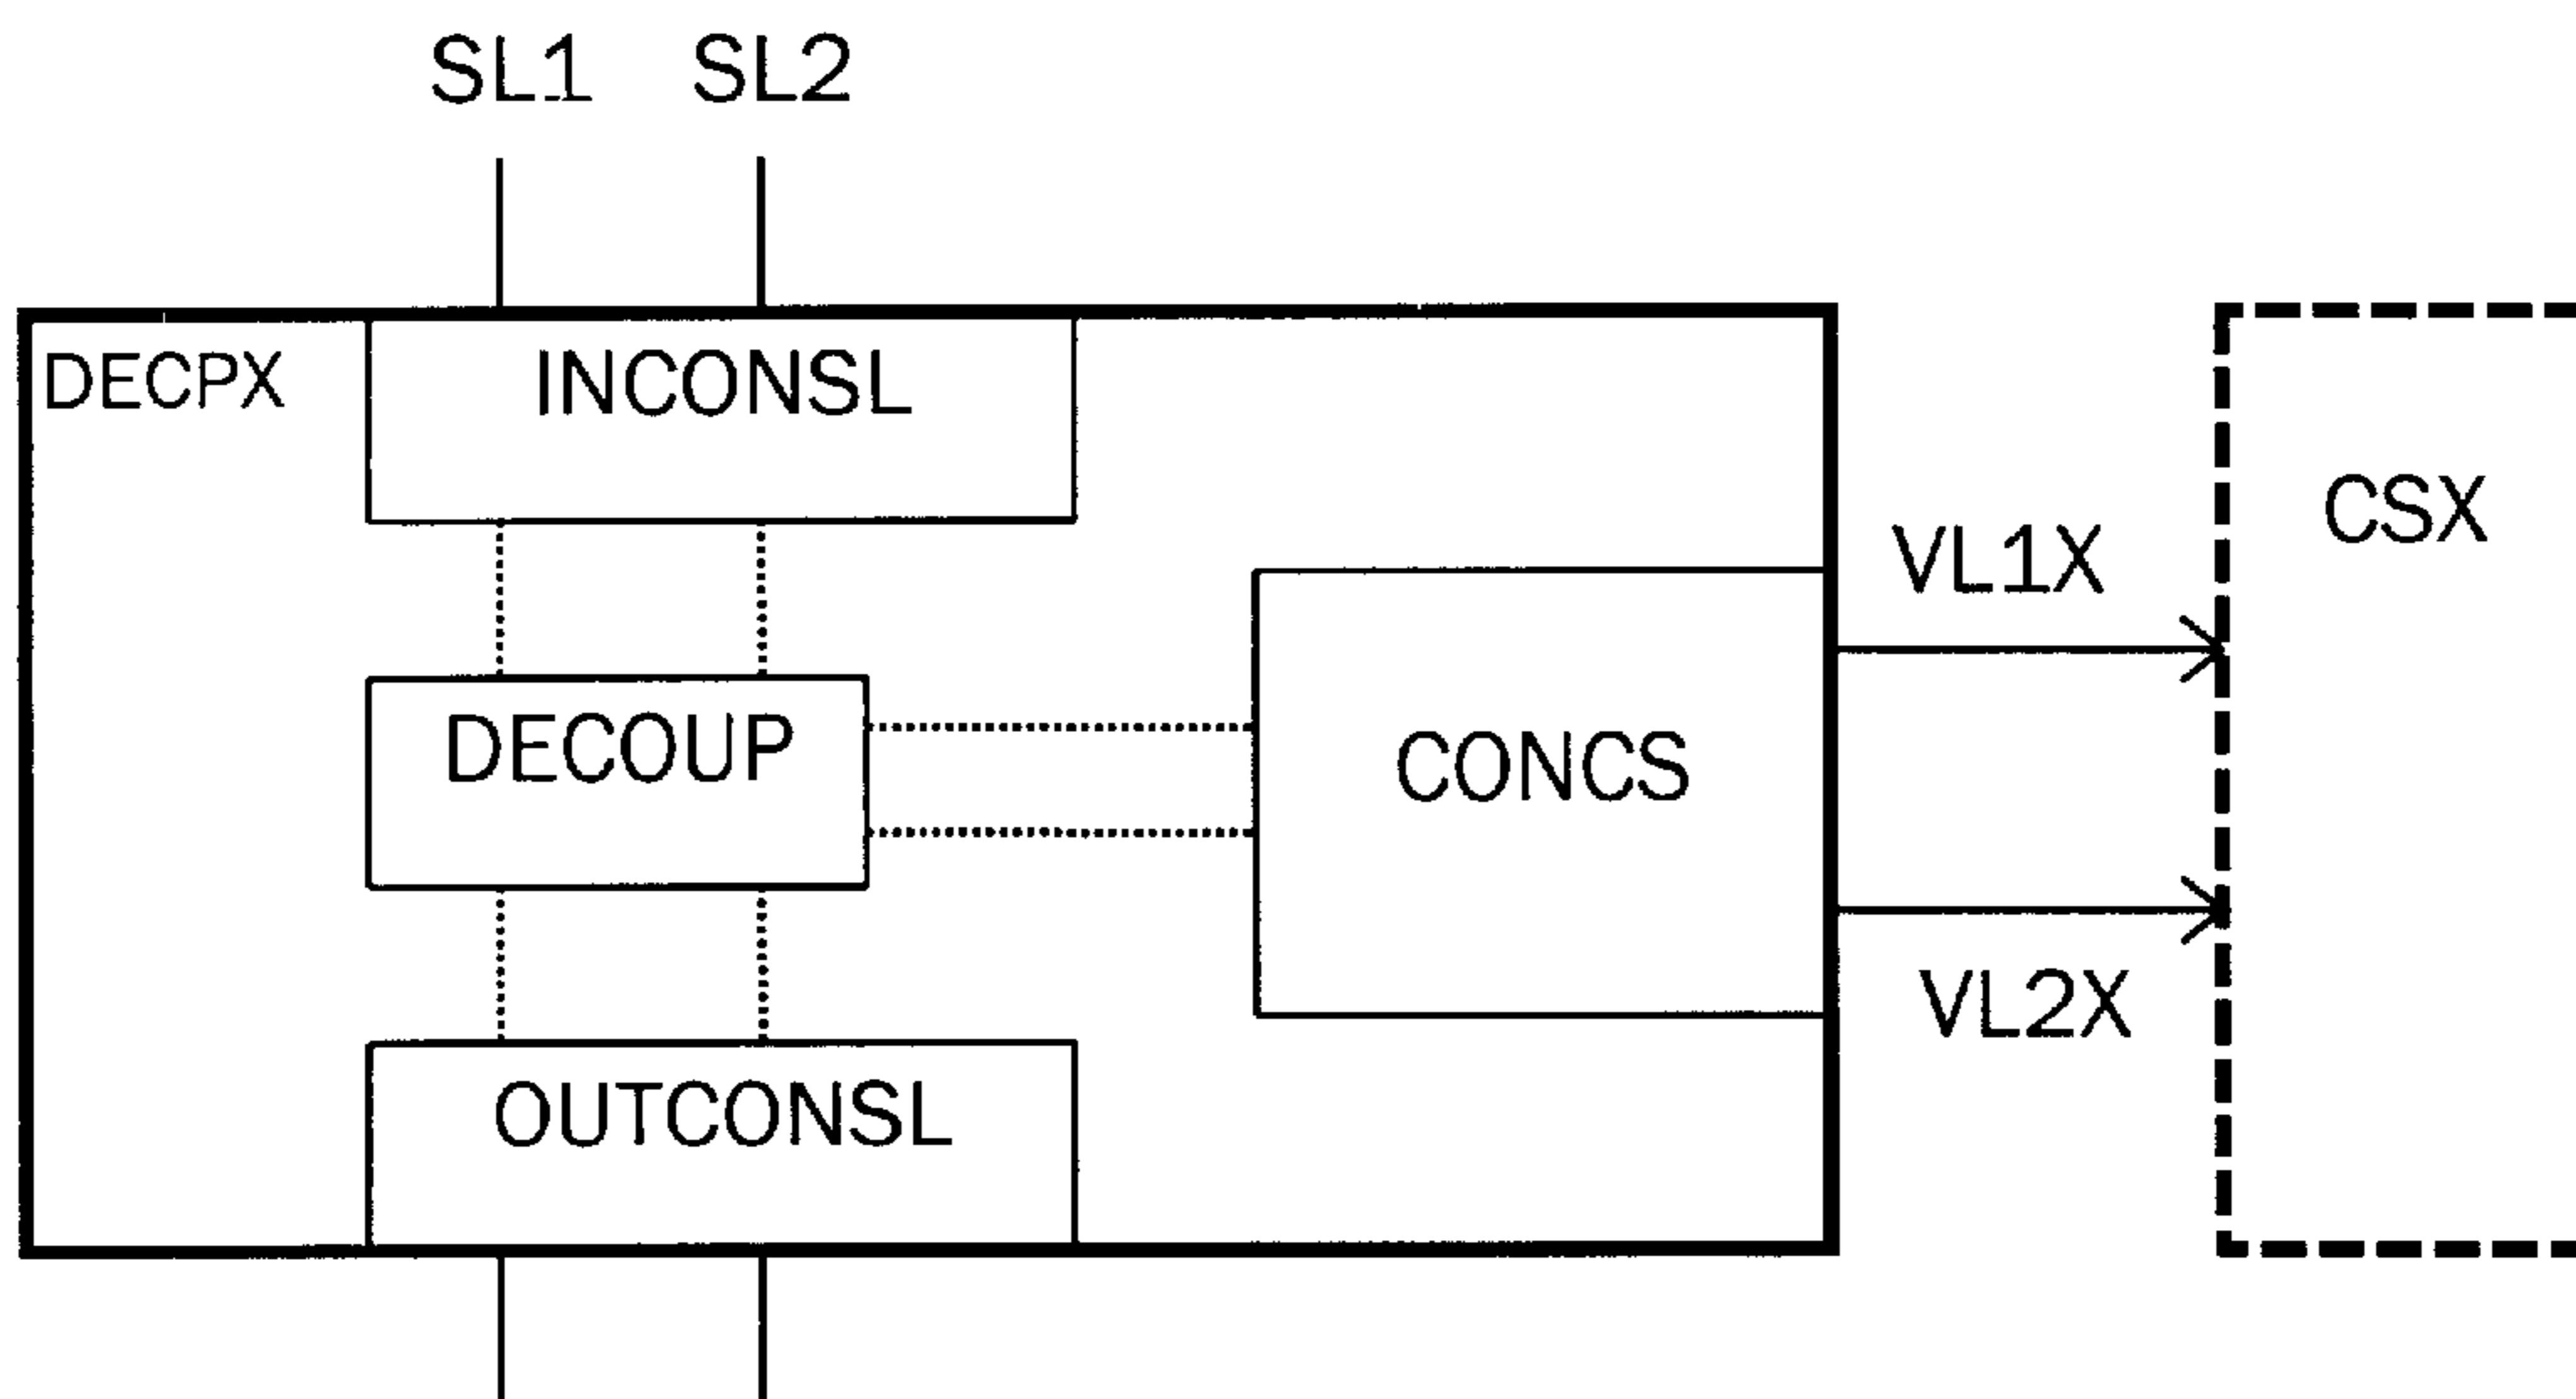 SL1 SL2
DECPX INCONSL
CSX
VL1X
DECOUP
CONCS
VL2X
OUTCONSL